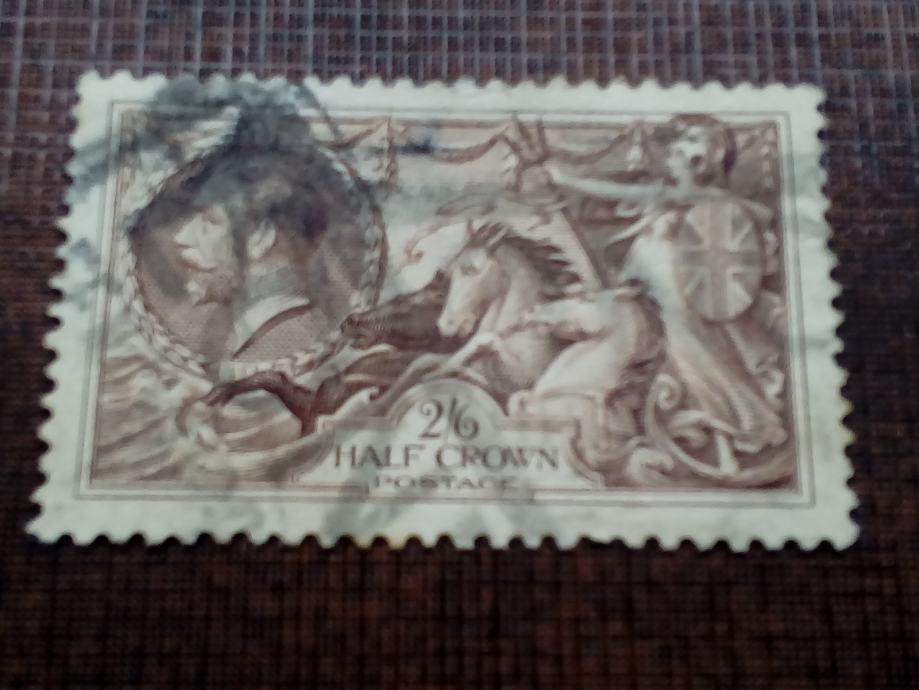 2/6
HALF CROWN
POSTAGE